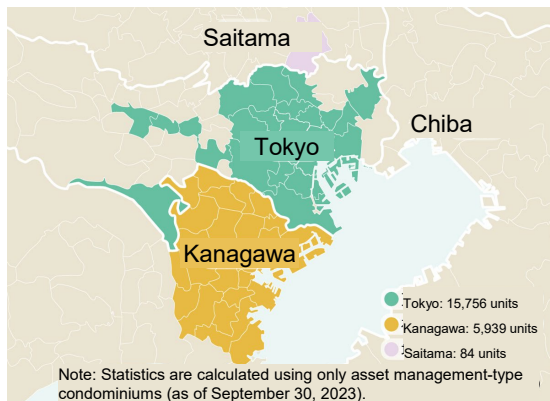 Saitama
Chiba
Tokyo
Kanagawa
Tokyo: 15,756 units
Kanagawa: 5,939 units
Saitama: 84 units
Note: Statistics are calculated using only asset management-type
condominiums (as of September 30, 2023).